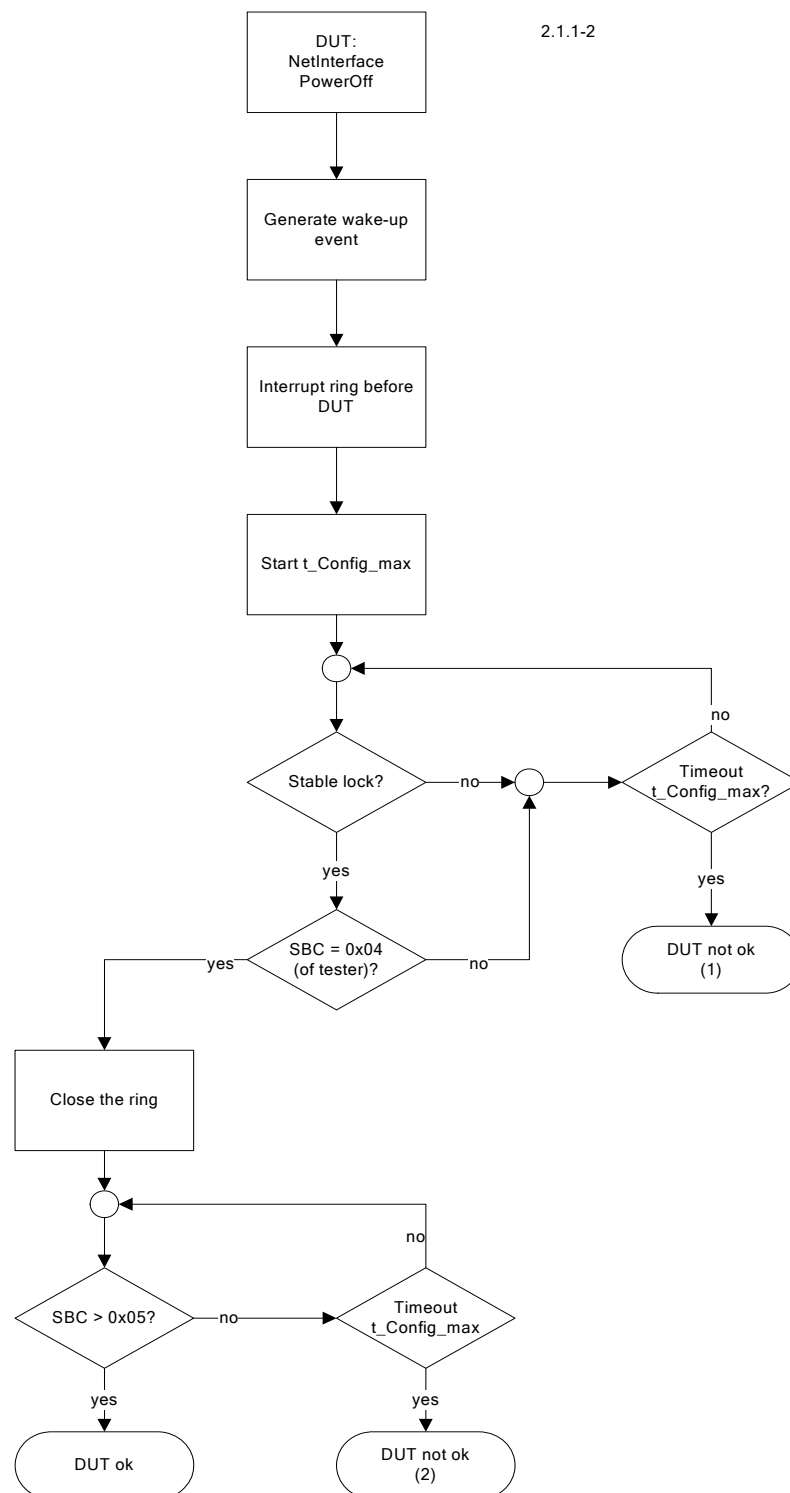 2.1.1-2
DUT:
NetInterface
PowerOff
Generate wake-up
event
Interrupt ring before
DUT
Start t_Config_max
no
Stable lock?
no
Timeout
t_Config_max?
yes
yes
SBC = 0x04
(of tester)?
yes
no
DUT not ok
(1)
Close the ring
no
SBC > 0x05?
no
Timeout
t_Config_max
yes
yes
DUT ok
DUT not ok
(2)